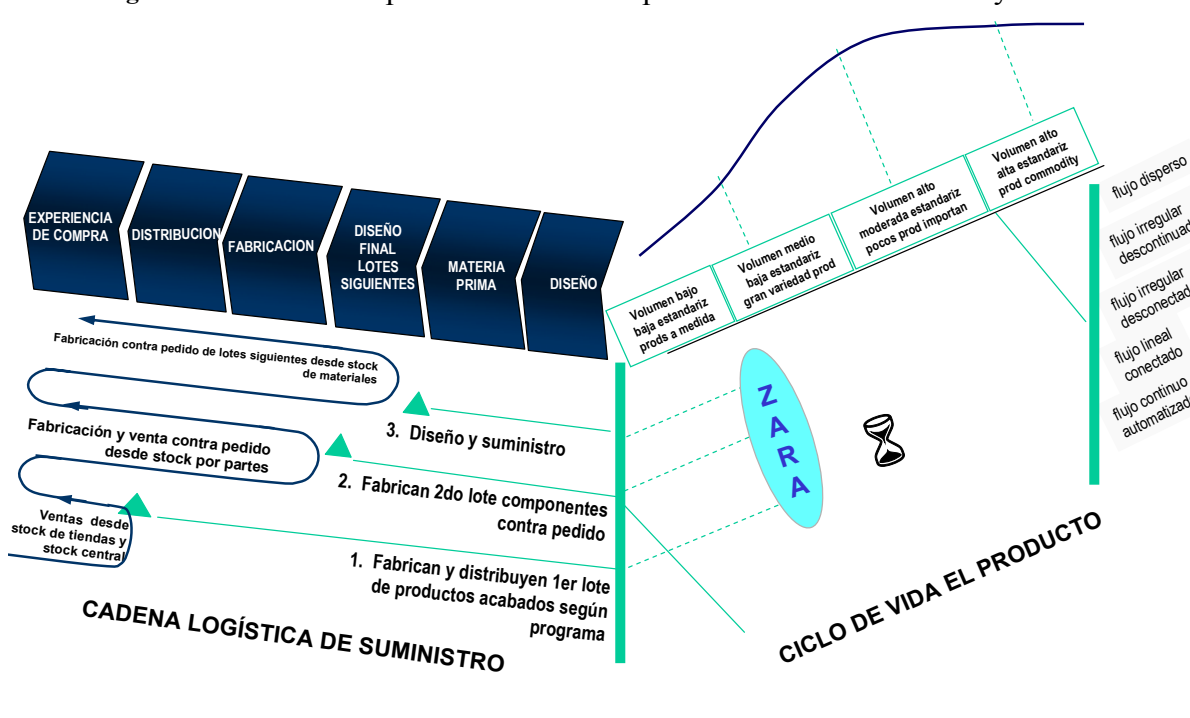 EXPERIENCIA
DE COMPRA
DISTRIBUCION
FABRICACION
DISEÑO
FINAL
LOTES
SIGUIENTES
MATERIA
PRIMA
DISEÑO
Volumen bajo
baja estandariz
prods a medida
Volumen medio
baja estandariz
gran variedad prod
Volumen alto
moderada estandariz
pocos prod importan
Volumen alto
alta estandariz
prod commodity
flujo disperso
flujo irregular
flujo irregular
flujo lineal
conectado
flujo continuo
Fabricación contra pedido de lotes siguientes desde stock
de materiales
Fabricación y venta contra pedido
desde stock por partes
Ventas desde
stock de tiendas y
stock central
3. Diseño y suministro
2. Fabrican 2do lote componentes
contra pedido
1. Fabrican y distribuyen 1er lote
de productos acabados según
programa
ZARA
CADENA LOGÍSTICA DE SUMINISTRO
CICLO DE VIDA EL PRODUCTO